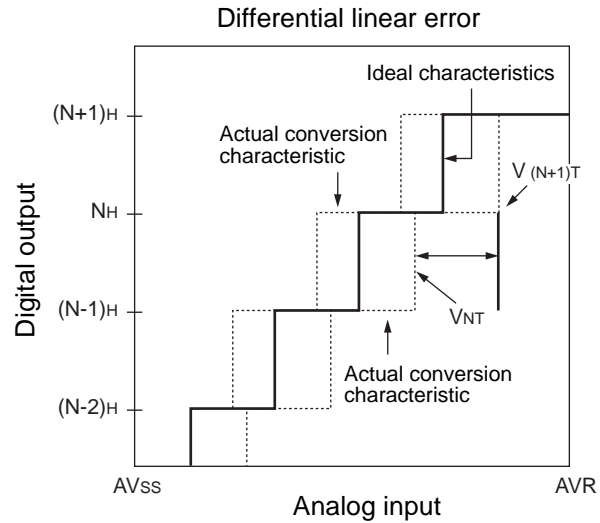 Differential linear error
Ideal characteristics
(N+1)H
Actual conversion
characteristic
V (N+1)T
NH
Digital output
(N-1)H
VNT
Actual conversion
characteristic
(N-2)H
AVSS
AVR
Analog input